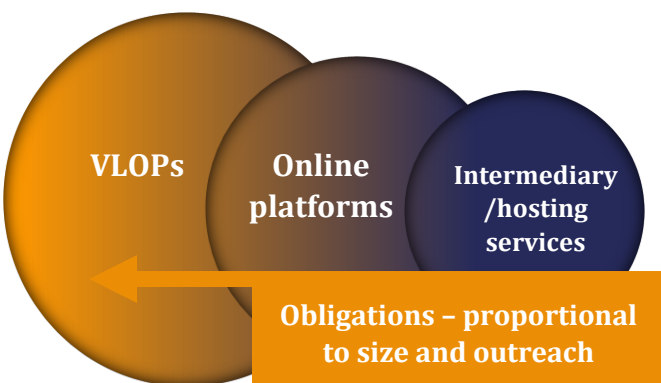 VLOPs
Online
platforms
Intermediary
/hosting
services
Obligations – proportional
to size and outreach